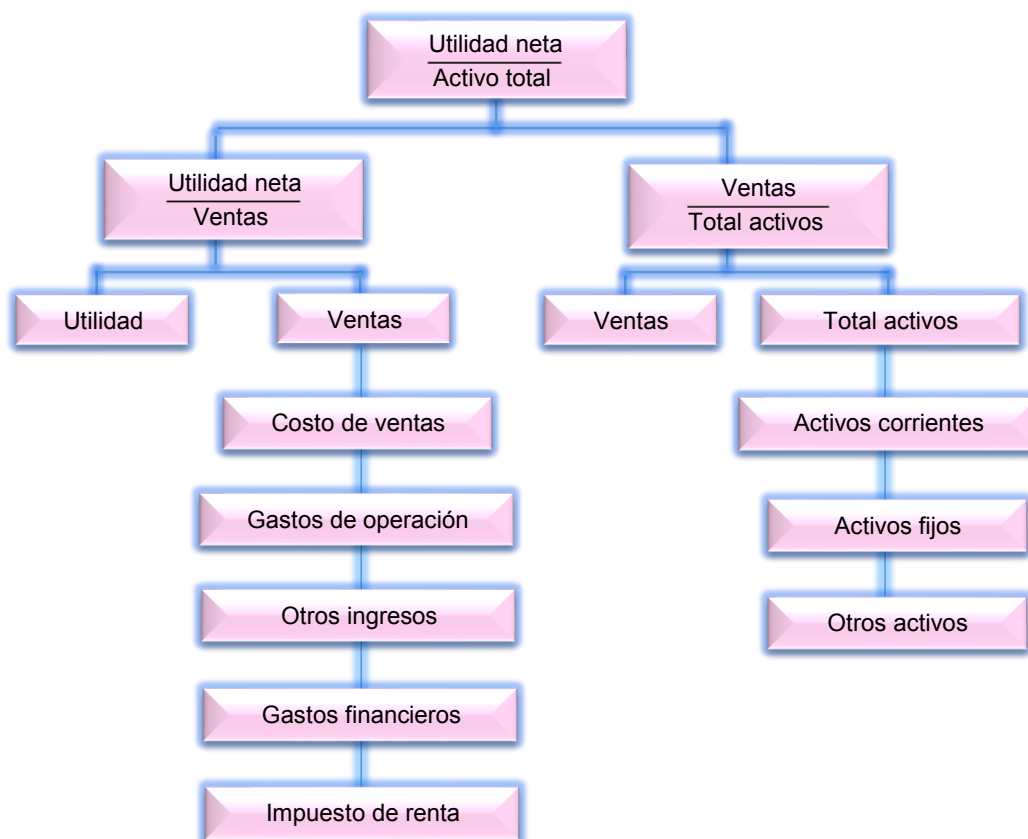 Utilidad neta
Activo total
Utilidad neta
Ventas
Ventas
Total activos
Utilidad
Ventas
Ventas
Total activos
Costo de ventas
Activos corrientes
Gastos de operación
Activos fijos
Otros ingresos
Otros activos
Gastos financieros
Impuesto de renta